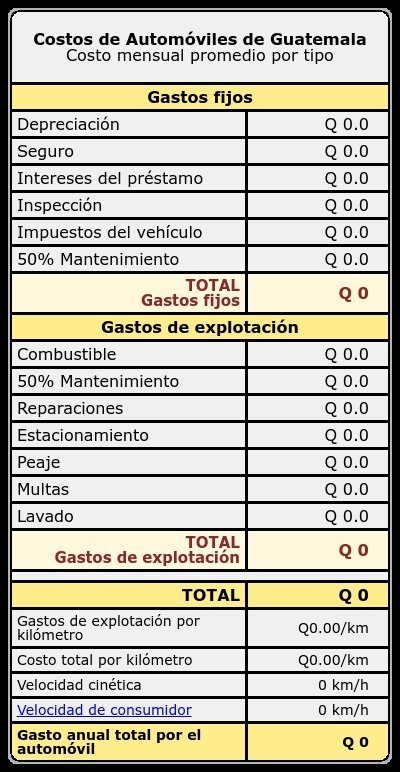 Costos de Automóviles de Guatemala
Costo mensual promedio por tipo
Gastos fijos
Depreciación Q 0.0
Seguro Q 0.0
Intereses del préstamo Q 0.0
Inspección Q 0.0
Impuestos del vehículo Q 0.0
50% Mantenimiento Q 0.0
TOTAL
Gastos fijos Q 0
Gastos de explotación
Combustible Q 0.0
50% Mantenimiento Q 0.0
Reparaciones Q 0.0
Estacionamiento Q 0.0
Peaje Q 0.0
Multas Q 0.0
Lavado Q 0.0
TOTAL
Gastos de explotación Q 0
TOTAL Q 0
Gastos de explotación por
kilómetro Q0.00/km
Costo total por kilómetro Q0.00/km
Velocidad cinética 0 km/h
Velocidad de consumidor 0 km/h
Gasto anual total por el
automóvil Q 0